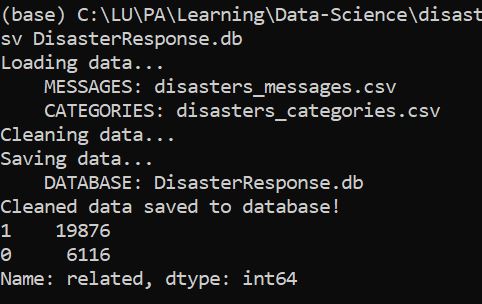 (base) C:\LU\PA\Learning\Data-Science\disast
sv DisasterResponse.db
Loading data...
    MESSAGES: disasters_messages.csv
    CATEGORIES: disasters_categories.csv
Cleaning data...
Saving data...
    DATABASE: DisasterResponse.db
Cleaned data saved to database!
1    19876
0     6116
Name: related, dtype: int64